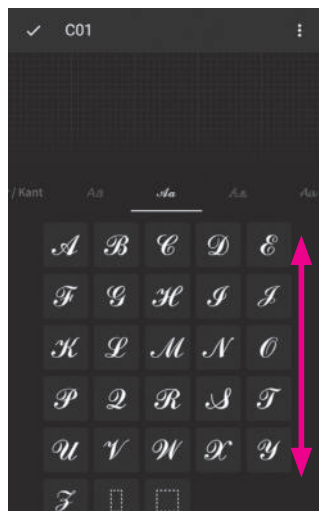 C01
/ Kant Aa Aa Aa Aa
A B C D E
F G H I J
K L M N O
P Q R S T
U V W X Y
Z